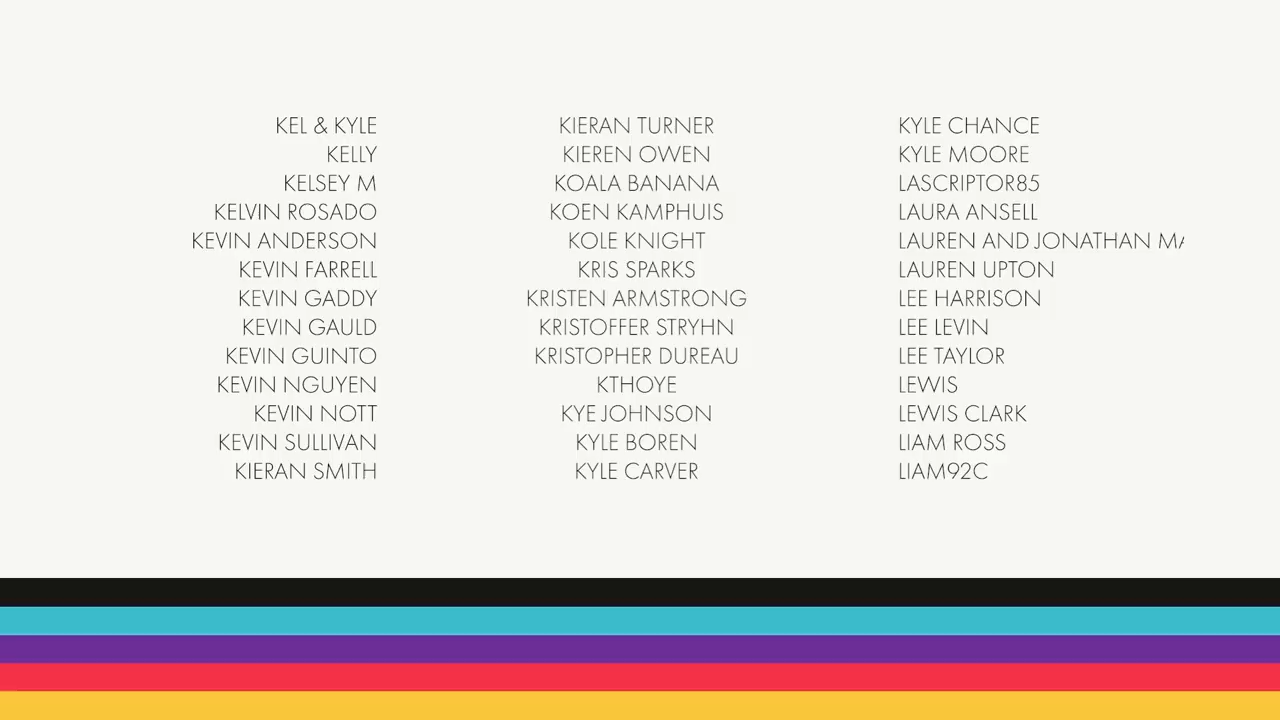 KEL & KYLE
KELLY
KELSEY M
KELVIN ROSADO
KEVIN ANDERSON
KEVIN FARRELL
KEVIN GADDY
KEVIN GAULD
KEVIN GUINTO
KEVIN NGUYEN
KEVIN NOTT
KEVIN SULLIVAN
KIERAN SMITH
KIERAN TURNER
KIEREN OWEN
KOALA BANANA
KOEN KAMPHUIS
KOLE KNIGHT
KRIS SPARKS
KRISTEN ARMSTRONG
KRISTOFFER STRYHN
KRISTOPHER DUREAU
KTHOYE
KYE JOHNSON
KYLE BOREN
KYLE CARVER
KYLE CHANCE
KYLE MOORE
LASCRIPTOR85
LAURA ANSELL
LAUREN AND JONATHAN
LAUREN UPTON
LEE HARRISON
LEE LEVIN
LEE TAYLOR
LEWIS
LEWIS CLARK
LIAM ROSS
LIAM92C